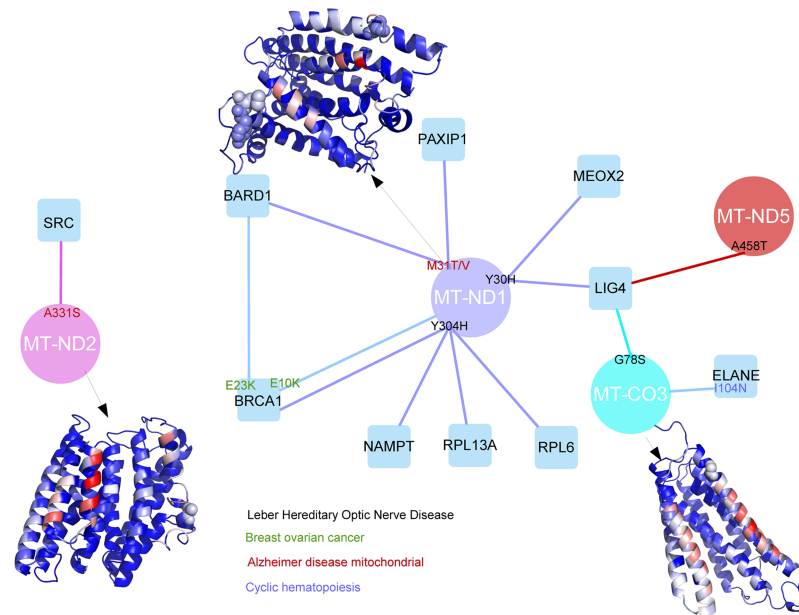 PAXIP1
MEOX2
BARD1
MT-ND5
A458T
SRC
M31T/V
Y30H
LIG4
MT-ND1
A331S
Y304H
MT-ND2
G78S
ELANE
I104N
MT-CO3
E23K
E10K
BRCA1
NAMPT
RPL13A
RPL6
Leber Hereditary Optic Nerve Disease
Breast ovarian cancer
Alzheimer disease mitochondrial
Cyclic hematopoiesis